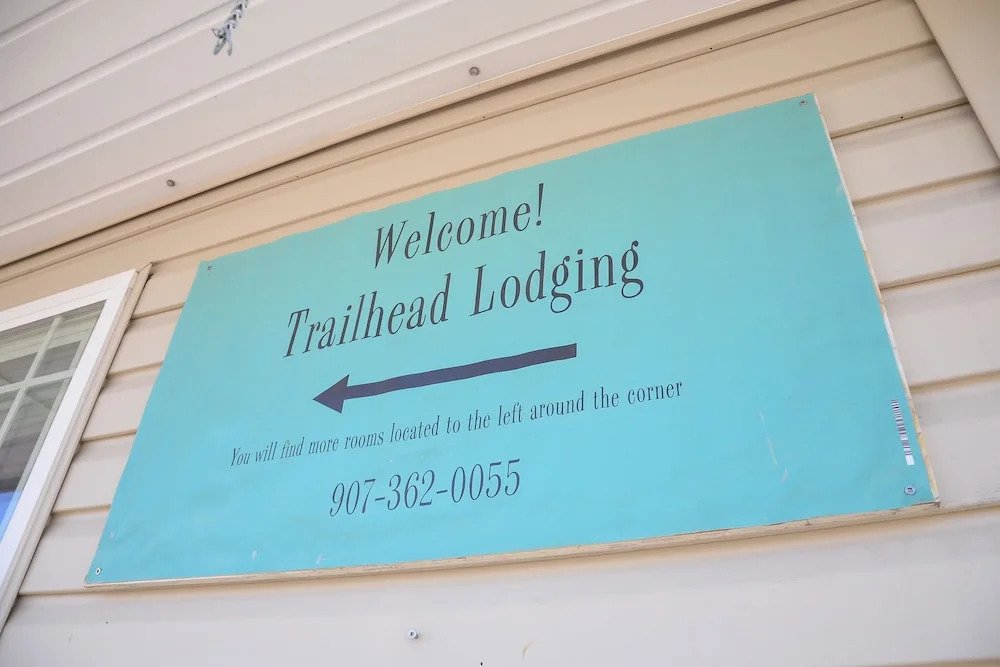 Welcome!
Trailhead Lodging
You will find more rooms located to the left around the corner
907-362-0055